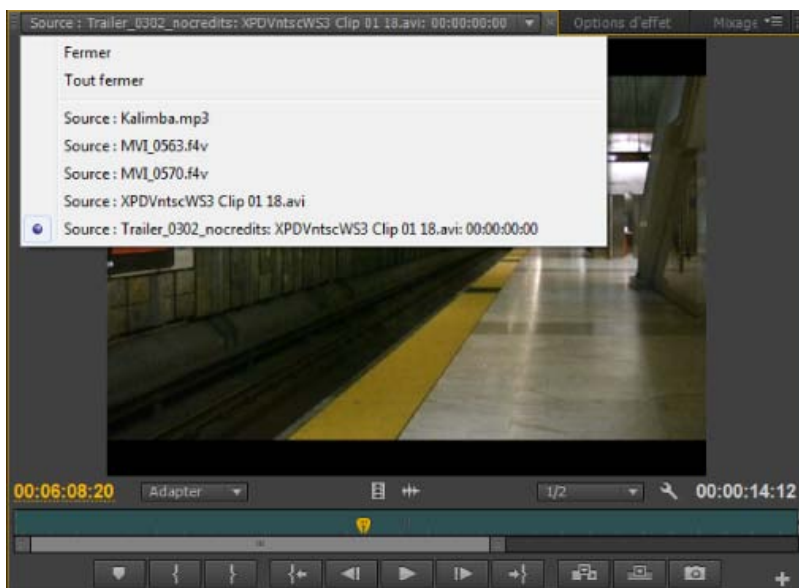 Source : Trailer_0302_nocredits: XPDVntscWS3 Clip 01 18.avi: 00:00:00:00
Options d'effet
Mixage
Fermer
Tout fermer
Source : Kalimba.mp3
Source : MVI_0563.f4v
Source : MVI_0570.f4v
Source : XPDVntscWS3 Clip 01 18.avi
Source : Trailer_0302_nocredits: XPDVntscWS3 Clip 01 18.avi: 00:00:00:00
00:06:08:20
Adapter
1/2
00:00:14:12